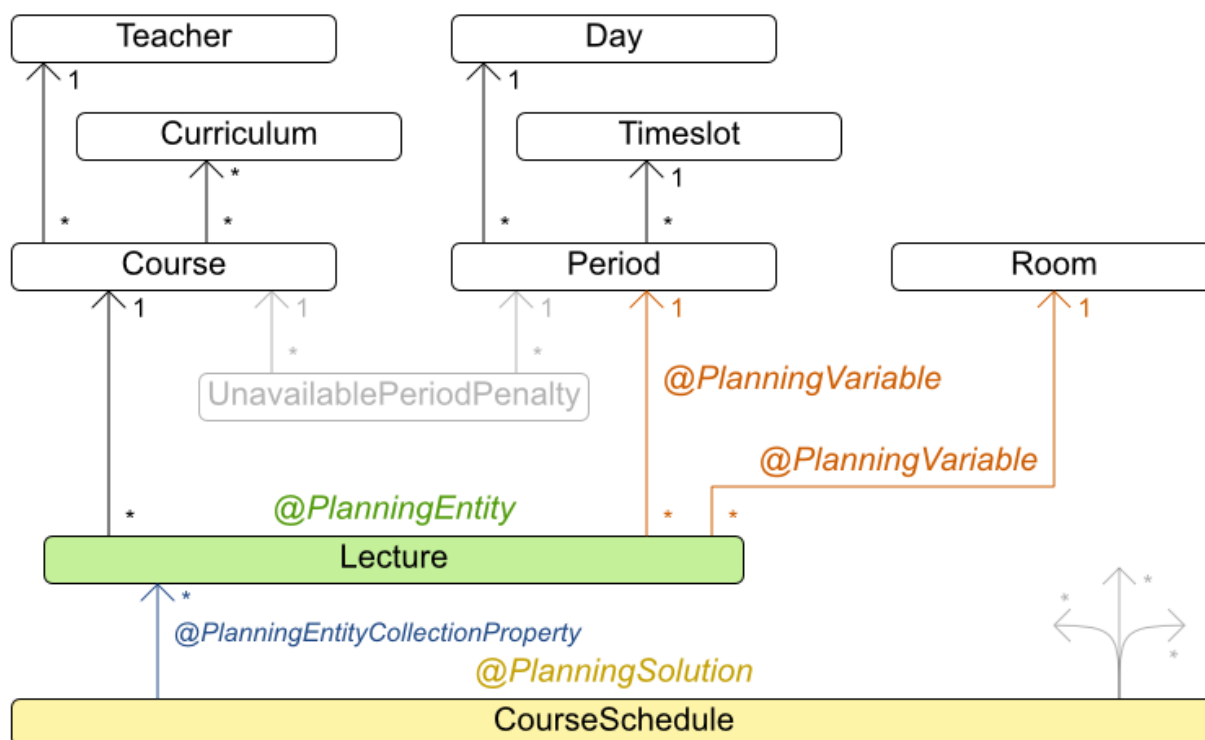 Teacher
Day
1
1
Curriculum
Timeslot
*
1
*
*
*
*
Course
Period
Room
1
1
1
1
1
*
*
@PlanningVariable
UnavailablePeriodPenalty
@PlanningVariable
@PlanningEntity
*
*
*
Lecture
*
*
*
@PlanningEntityCollectionProperty
*
@PlanningSolution
CourseSchedule